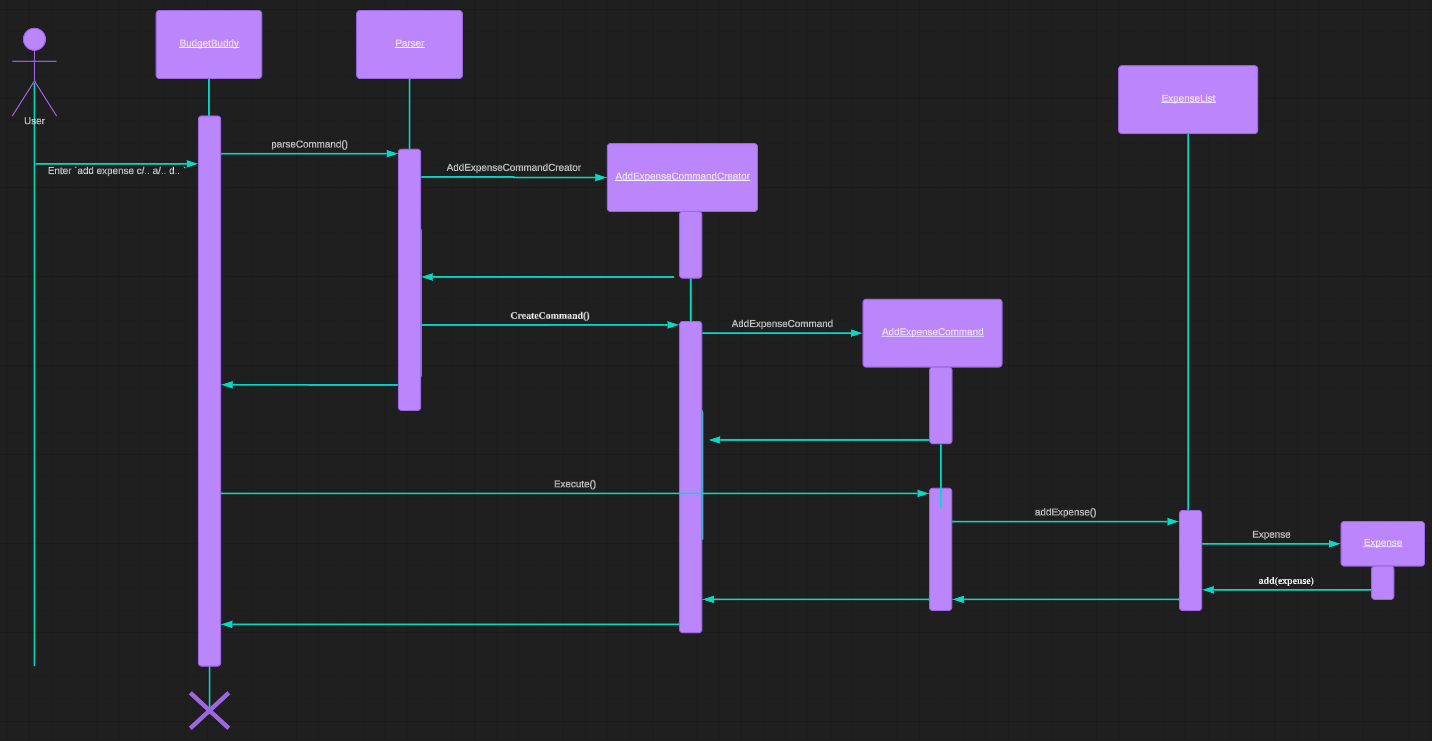 BudgetBuddy
Parser
ExpenseList
User
parseCommand()
Enter `add expense c/.. a/.. d.. `
AddExpenseCommandCreator
AddExpenseCommandCreator
CreateCommand()
AddExpenseCommand
AddExpenseCommand
Execute()
addExpense()
Expense
Expense
add(expense)